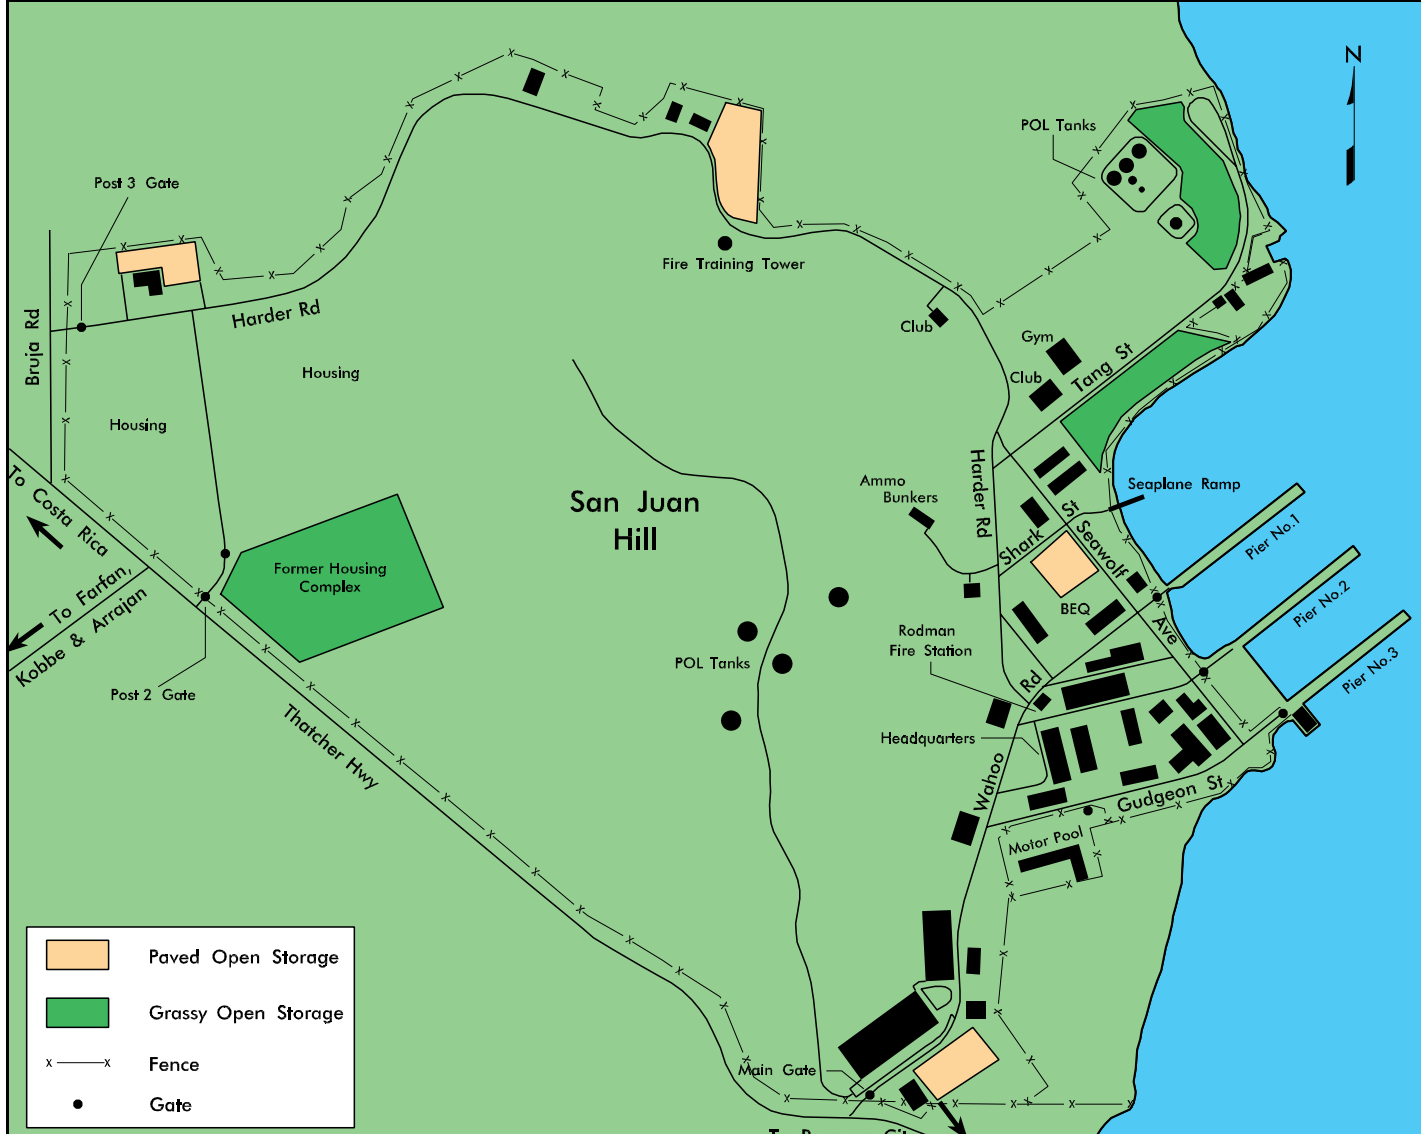 N
POL Tanks
Post 3 Gate
Fire Training Tower
Harder Rd
Club
Gym
Bruja Rd
Tang St
Housing
Club
Housing
Harder Rd
Ammo
Bunkers
Seaplane Ramp
San Juan
Hill
St
Shark
Seawolf
Ave
Pier No.1
To Costa Rica
Former Housing
Complex
To Farfan,
Kobbe & Arrajan
BEQ
Pier No.2
Rodman
Fire Station
POL Tanks
Pier No.3
Post 2 Gate
Rd
Wahoo
Thatcher Hwy
Headquarters
Gudgeon St
Motor Pool
Main Gate
Paved Open Storage
Grassy Open Storage
x x Fence
Gate